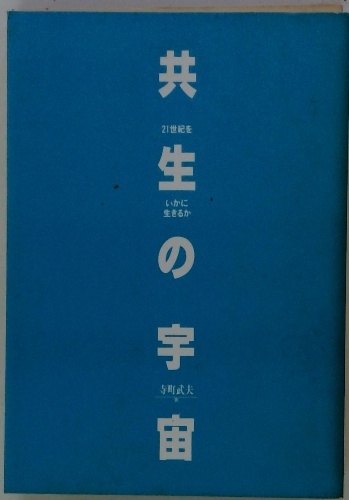 共生の宇宙
21世紀を
いかに
生きるか
寺町武夫